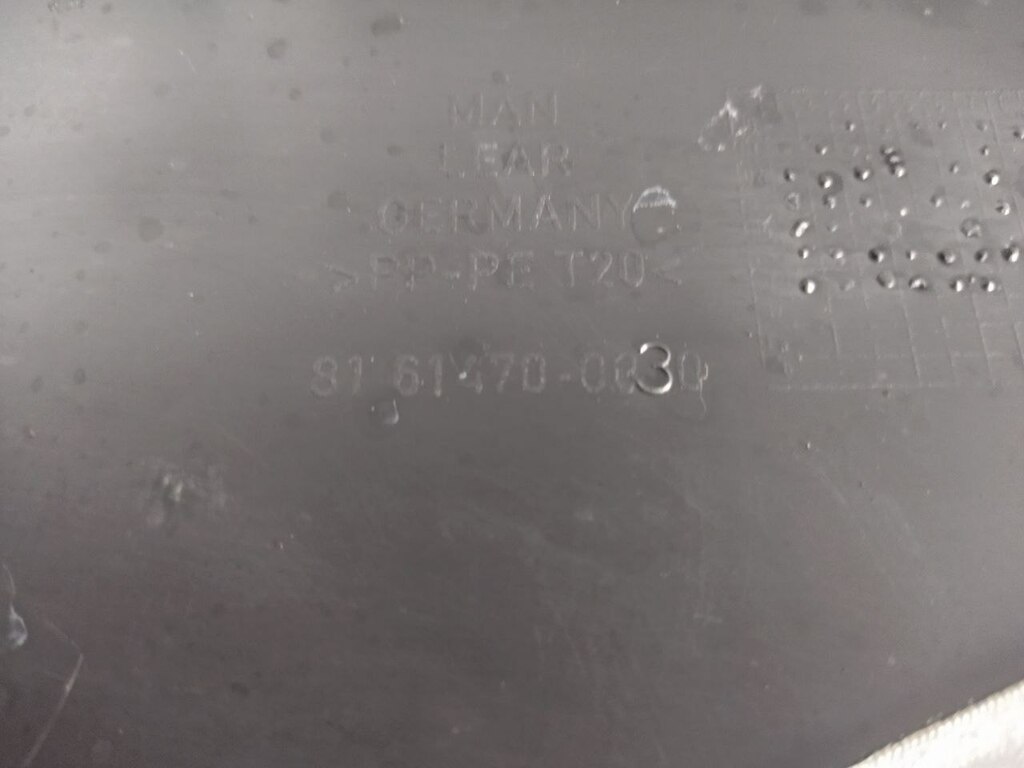 MAN
LEAR
GERMANY
>PP-PE T20<
81.61470-0030